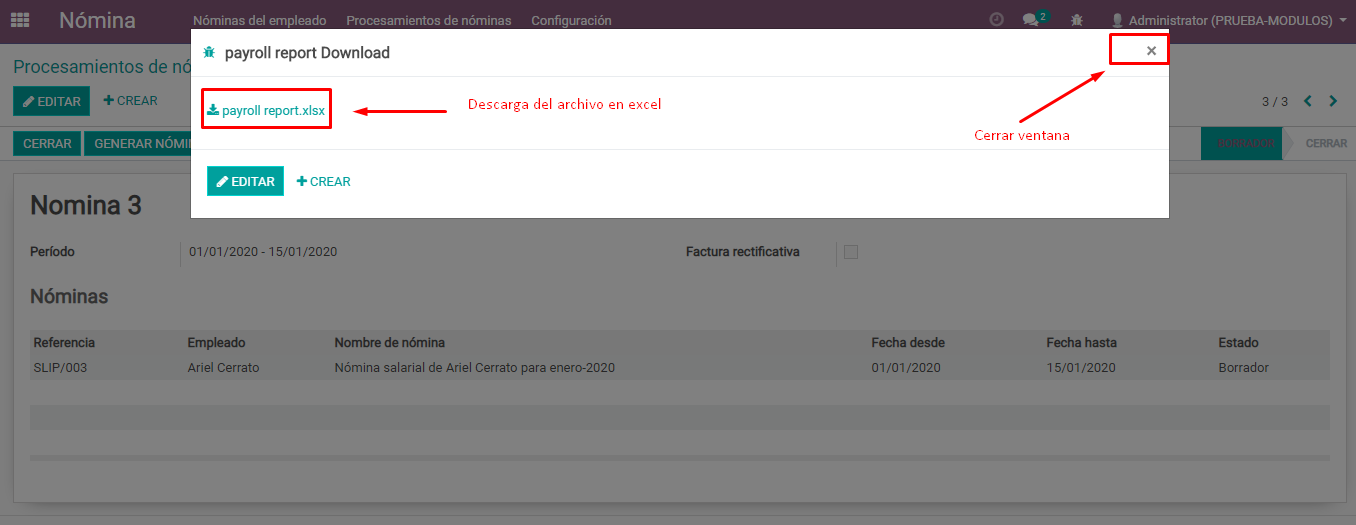 Nómina
Nóminas del empleado Procesamientos de nóminas Configuración
2
Administrator (PRUEBA-MODULOS)
payroll report Download
×
Procesamientos de nó
EDITAR
CREAR
payroll report.xlsx
Descarga del archivo en excel
Cerrar ventana
3 / 3
CERRAR
GENERAR NÓMIN
BORRADOR
CERRAR
EDITAR
CREAR
Nomina 3
Período 01/01/2020 - 15/01/2020 Factura rectificativa
Nóminas
Referencia Empleado Nombre de nómina Fecha desde Fecha hasta Estado
SLIP/003 Ariel Cerrato Nómina salarial de Ariel Cerrato para enero-2020 01/01/2020 15/01/2020 Borrador